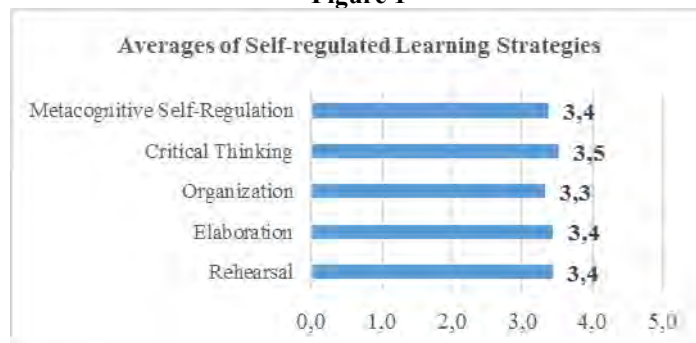 Figure 1
Averages of Self-regulated Learning Strategies
Metacognitive Self-Regulation 3,4
Critical Thinking 3,5
Organization 3,3
Elaboration 3,4
Rehearsal 3,4
0,0 1,0 2,0 3,0 4,0 5,0